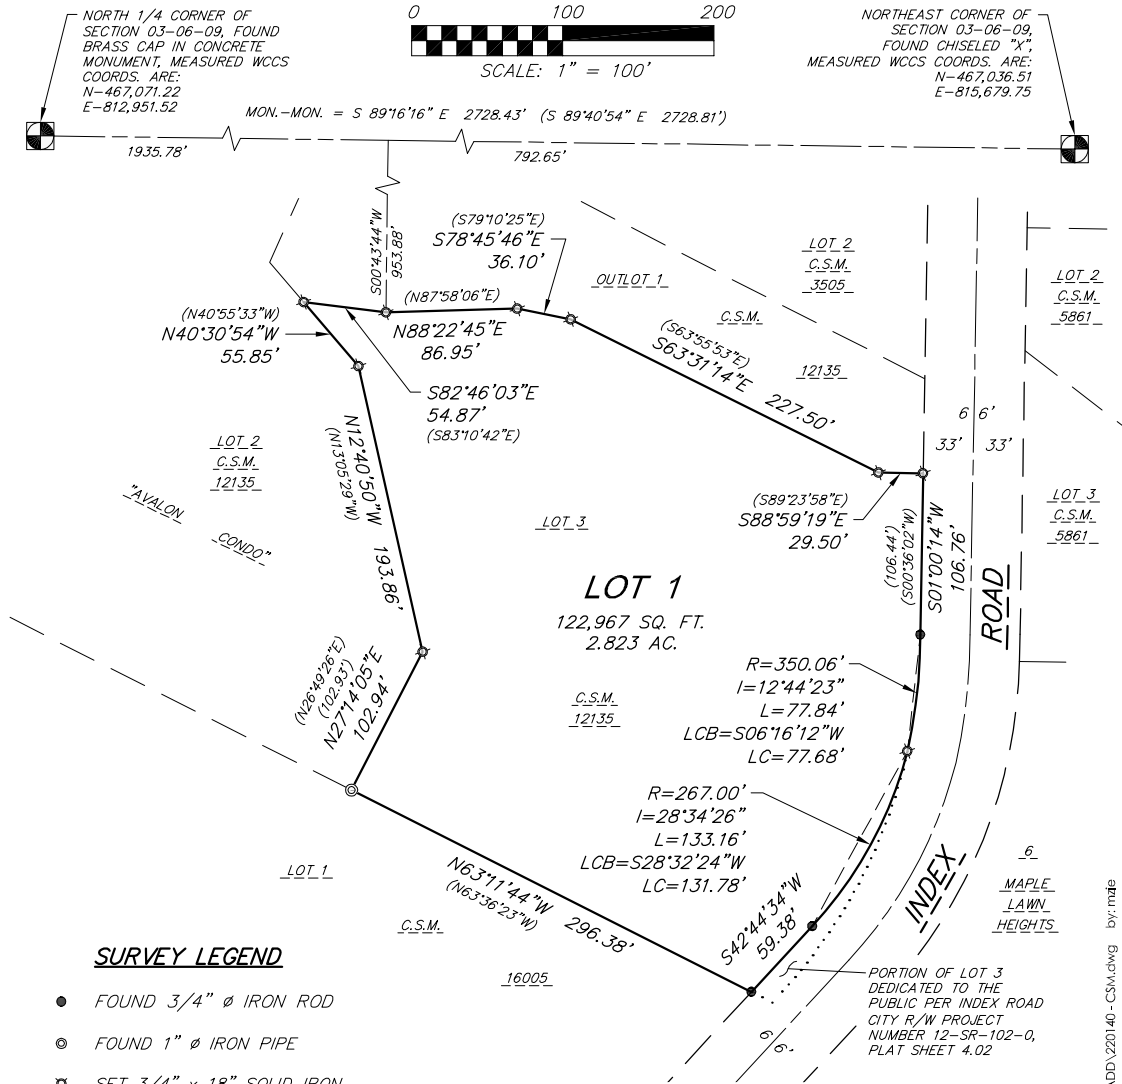 NORTH 1/4 CORNER OF
SECTION 03-06-09, FOUND
BRASS CAP IN CONCRETE
MONUMENT, MEASURED WCCS
COORDS. ARE:
N-467,071.22
E-812,951.52
0 100 200
SCALE: 1" = 100'
NORTHEAST CORNER OF
SECTION 03-06-09,
FOUND CHISELED "X",
MEASURED WCCS COORDS. ARE:
N-467,036.51
E-815,679.75
MON.-MON. = S 89°16'16" E 2728.43' (S 89°40'54" E 2728.81')
1935.78'
792.65'
S00°43'44"W
953.88'
(S79°10'25"E)
S78°45'46"E
36.10'
OUTLOT 1
C.S.M.
12135
LOT 2
C.S.M.
3505
LOT 2
C.S.M.
5861
(N40°55'33"W)
N40°30'54"W
55.85'
(N87°58'06"E)
N88°22'45"E
86.95'
S82°46'03"E
54.87'
(S83°10'42"E)
(S63°55'53"E)
S63°31'14"E 227.50'
6 6'
33' 33'
LOT 2
C.S.M.
12135
"AVALON
CONDO"
N12°40'50"W 193.86'
(N13°05'29"W)
LOT 3
(S89°23'58"E)
S88°59'19"E
29.50'
(106.44')
(S00°36'02"W)
S01°00'14"W
106.76'
LOT 3
C.S.M.
5861
ROAD
LOT 1
122,967 SQ. FT.
2.823 AC.
(N26°49'26"E)
(102.93')
N27°14'05"E
102.94'
C.S.M.
12135
R=350.06'
I=12°44'23"
L=77.84'
LCB=S06°16'12"W
LC=77.68'
R=267.00'
I=28°34'26"
L=133.16'
LCB=S28°32'24"W
LC=131.78'
LOT 1
C.S.M.
16005
N63°11'44"W 296.38'
(N63°36'23"W)
S42°44'34"W
59.38'
INDEX
6
MAPLE
LAWN
HEIGHTS
PORTION OF LOT 3
DEDICATED TO THE
PUBLIC PER INDEX ROAD
CITY R/W PROJECT
NUMBER 12-SR-102-0,
PLAT SHEET 4.02
6 6'
SURVEY LEGEND
FOUND 3/4" ø IRON ROD
FOUND 1" ø IRON PIPE
SET 3/4" x 18" SOLID IRON
ADD\220140 - CSM.dwg by: